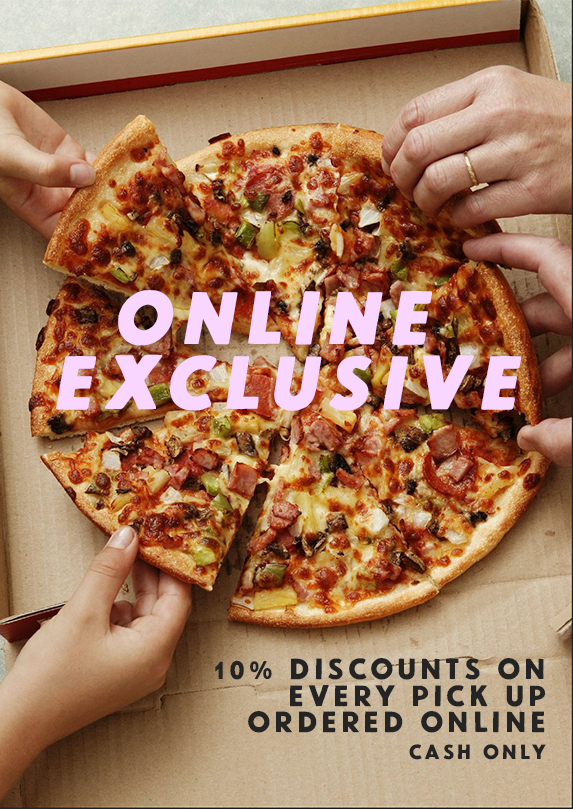 ONLINE
EXCLUSIVE
10% DISCOUNTS ON
EVERY PICK UP
ORDERED ONLINE
CASH ONLY